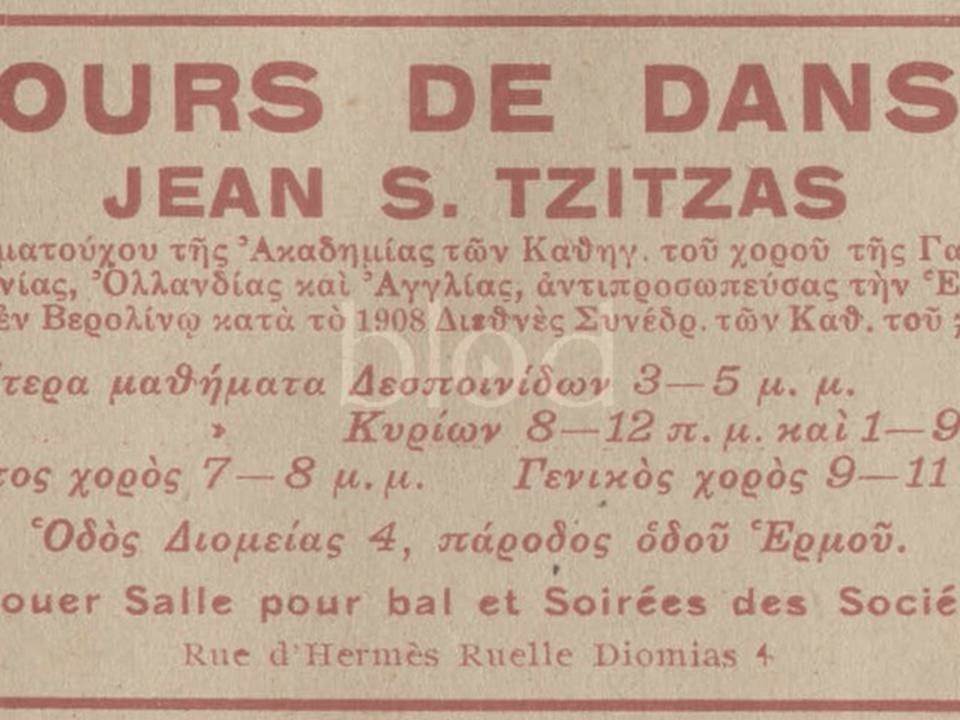 OURS DE DANS
JEAN S. TZITZAS
ματούχου τῆς Ἀκαδημίας τῶν Καθηγ. τοῦ χοροῦ τῆς Γα
νίας, Ὀλλανδίας καὶ Ἀγγλίας, ἀντιπροσωπεύσας τὴν Ἑ
ἐν Βερολίνῳ κατὰ τὸ 1908 Διεθνὲς Συνέδρ. τῶν Καθ. τοῦ
τερα μαθήματα Δεσποινίδων 3—5 μ. μ.
» Κυρίων 8—12 π. μ. καὶ 1—9
τος χορὸς 7—8 μ. μ. Γενικὸς χορὸς 9—11
Ὁδὸς Διομείας 4, πάροδος ὁδοῦ Ἑρμοῦ.
ouer Salle pour bal et Soirées des Socié
Rue d'Hermès Ruelle Diomias 4
blod